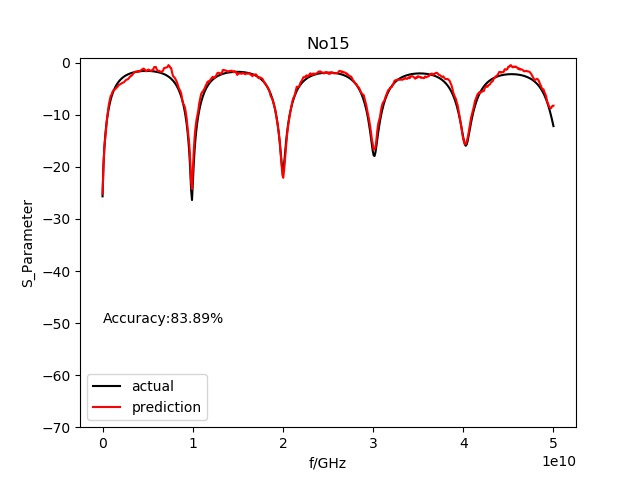 No15
0
−10
−20
−30
−40
−50
−60
−70
S_Parameter
Accuracy:83.89%
actual
prediction
0 1 2 3 4 5
1e10
f/GHz